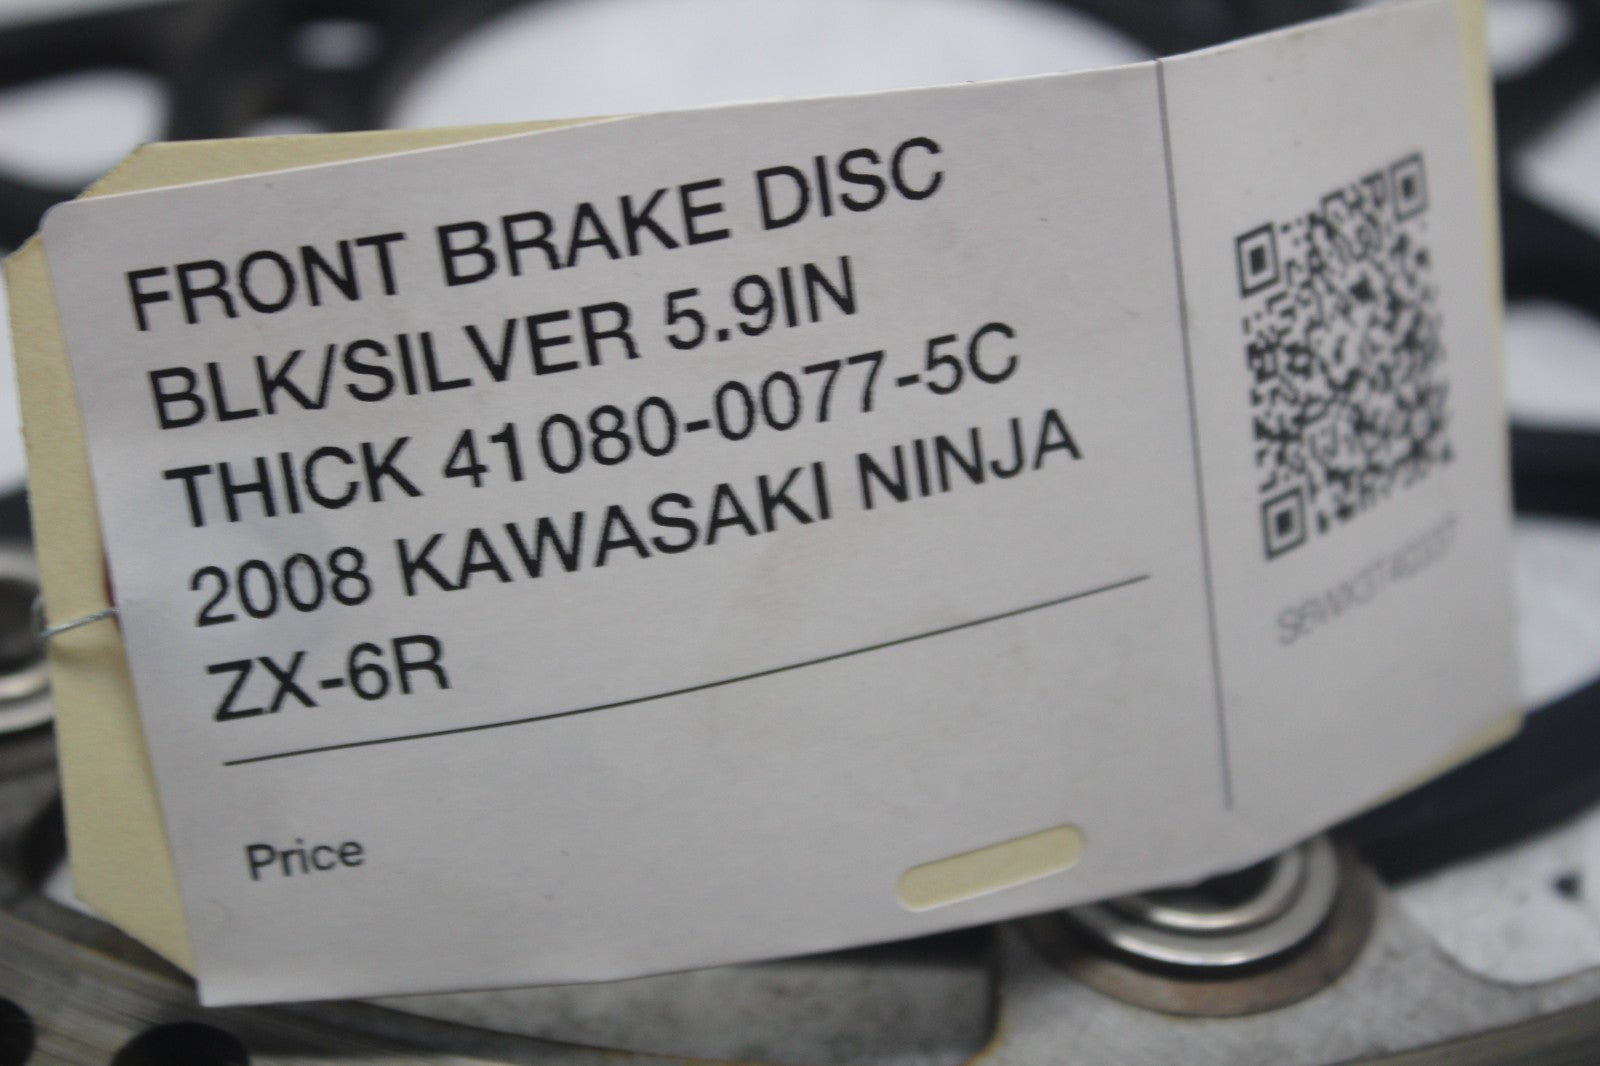 FRONT BRAKE DISC
BLK/SILVER 5.9IN
THICK 41080-0077-5C
2008 KAWASAKI NINJA
ZX-6R
Price